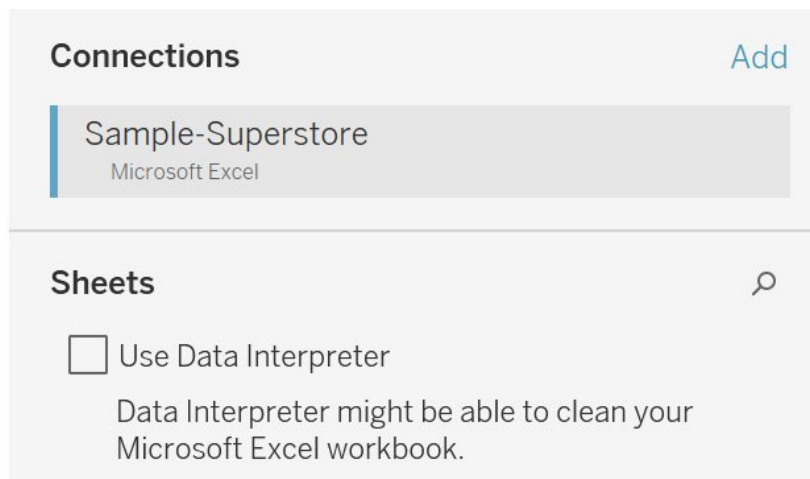 Connections
Add
Sample-Superstore
Microsoft Excel
Sheets
Use Data Interpreter
Data Interpreter might be able to clean your
Microsoft Excel workbook.